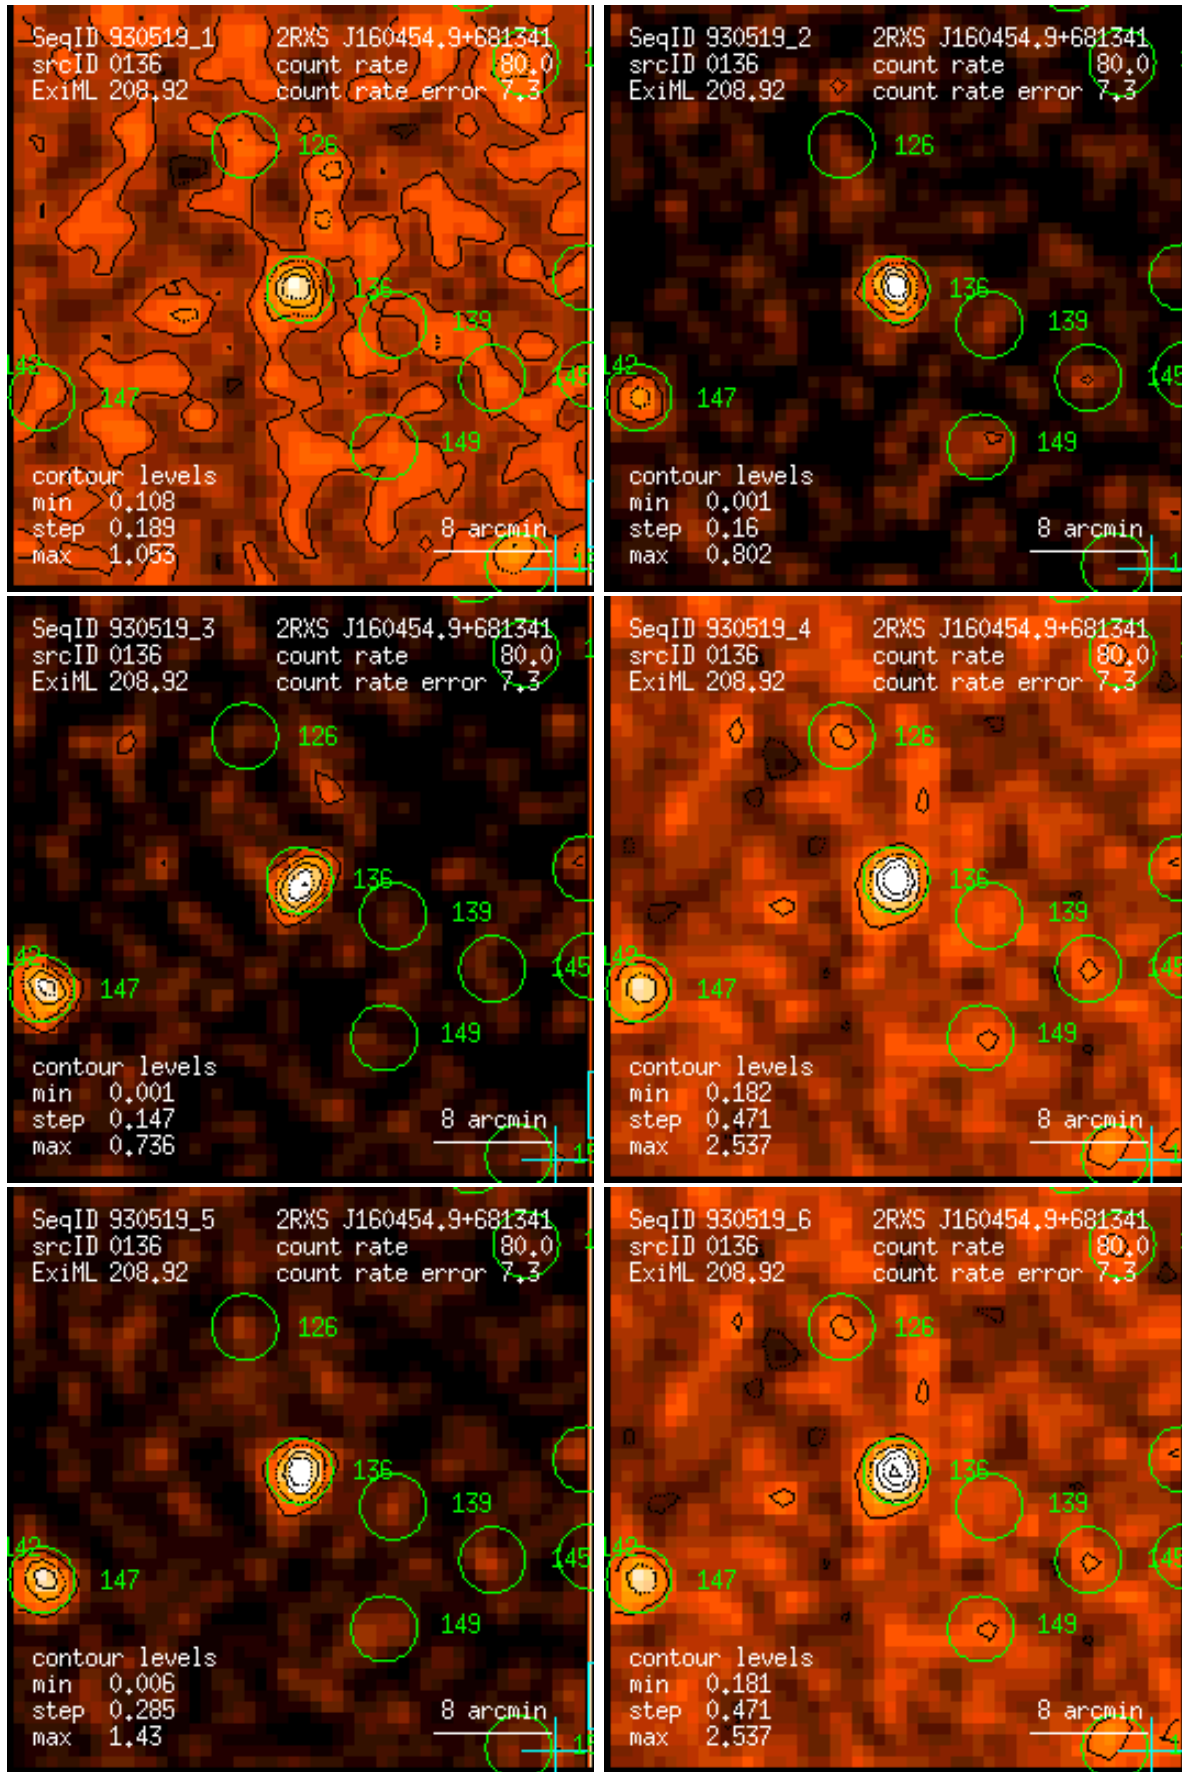 SeqID 930519_1 2RXS J160454.9+681341
srcID 0136 count rate 80.0
ExiML 208.92 count rate error 7.3
126
136
139
142
147
145
149
contour levels
min 0.108
step 0.189
max 1.053
8 arcmin
SeqID 930519_2 2RXS J160454.9+681341
srcID 0136 count rate 80.0
ExiML 208.92 count rate error 7.3
126
136
139
142
147
145
149
contour levels
min 0.001
step 0.16
max 0.802
8 arcmin
SeqID 930519_3 2RXS J160454.9+681341
srcID 0136 count rate 80.0
ExiML 208.92 count rate error 7.3
126
136
139
142
147
145
149
contour levels
min 0.001
step 0.147
max 0.736
8 arcmin
SeqID 930519_4 2RXS J160454.9+681341
srcID 0136 count rate 80.0
ExiML 208.92 count rate error 7.3
126
136
139
142
147
145
149
contour levels
min 0.182
step 0.471
max 2.537
8 arcmin
SeqID 930519_5 2RXS J160454.9+681341
srcID 0136 count rate 80.0
ExiML 208.92 count rate error 7.3
126
136
139
142
147
145
149
contour levels
min 0.006
step 0.285
max 1.43
8 arcmin
SeqID 930519_6 2RXS J160454.9+681341
srcID 0136 count rate 80.0
ExiML 208.92 count rate error 7.3
126
136
139
142
147
145
149
contour levels
min 0.181
step 0.471
max 2.537
8 arcmin